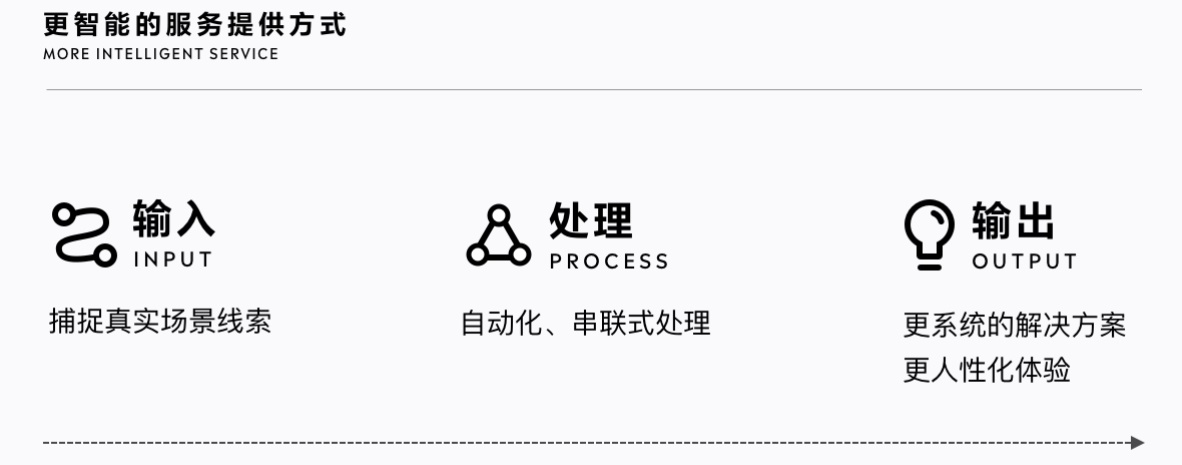 更智能的服务提供方式
MORE INTELLIGENT SERVICE
输入
INPUT
捕捉真实场景线索
处理
PROCESS
自动化、串联式处理
输出
OUTPUT
更系统的解决方案
更人性化体验